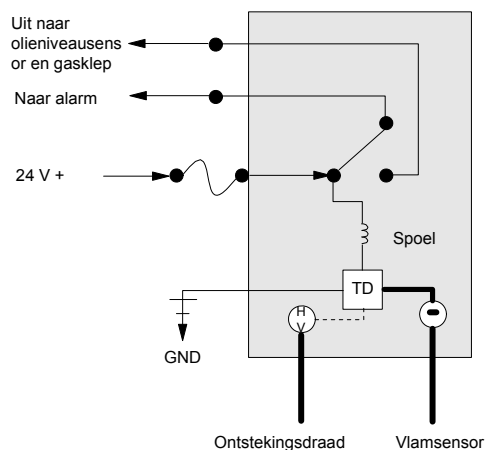 Uit naar
olieniveausens
or en gasklep
Naar alarm
24 V +
Spoel
TD
H
V
GND
Ontstekingsdraad
Vlamsensor